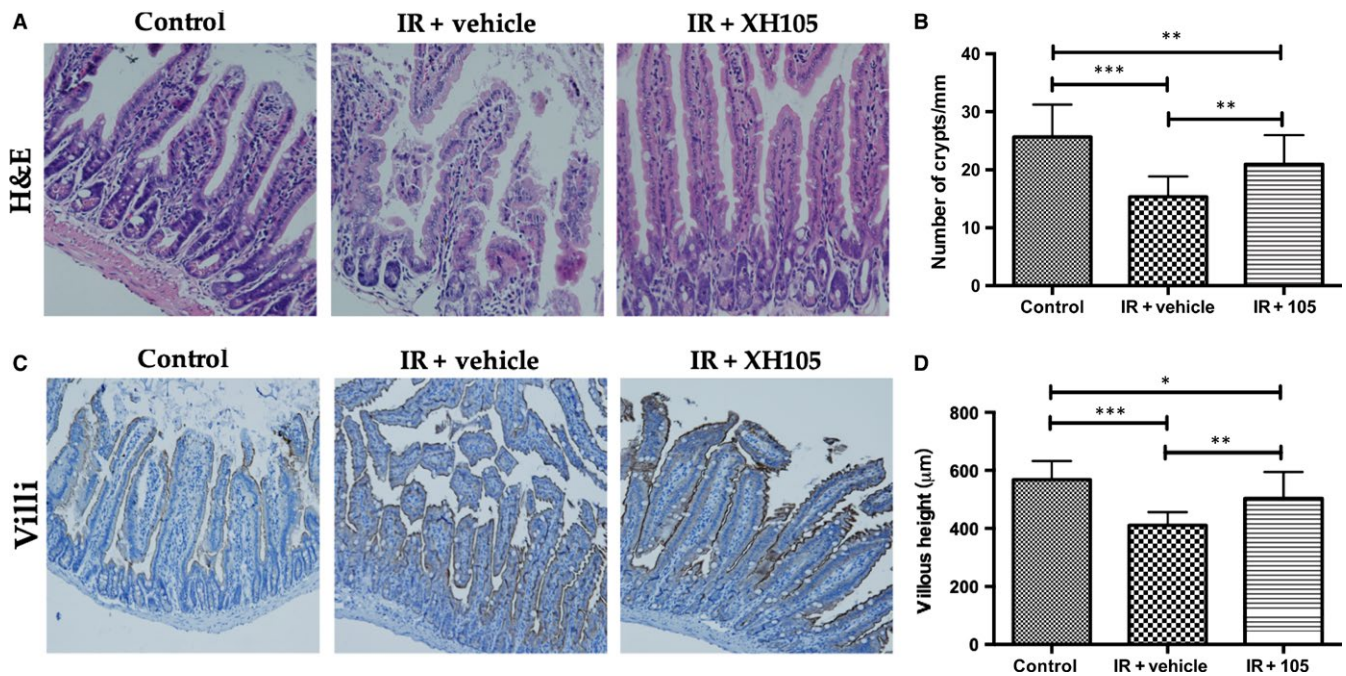 A
Control
IR + vehicle
IR + XH105
H&E
B
**
***
**
Number of crypts/mm
40
30
20
10
0
Control
IR + vehicle
IR + 105
C
Control
IR + vehicle
IR + XH105
Villi
D
*
***
**
Villous height (μm)
800
600
400
200
0
Control
IR + vehicle
IR + 105